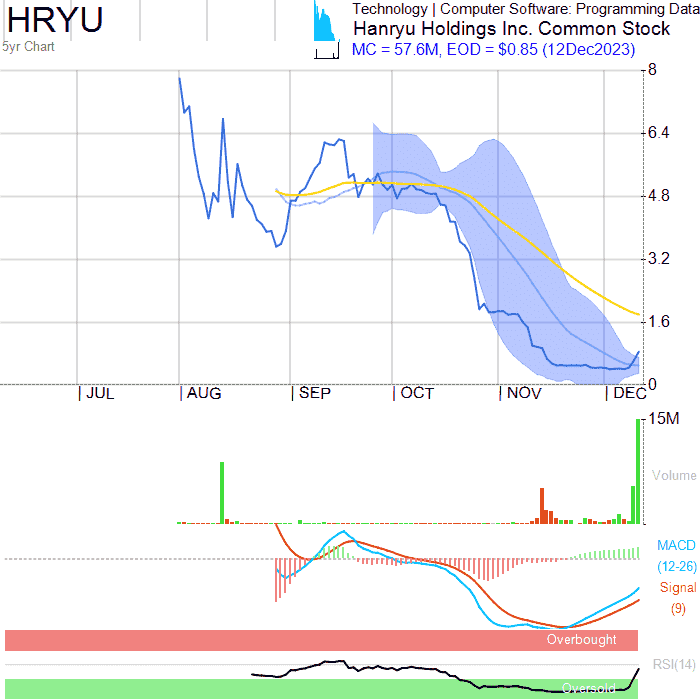 HRYU
5yr Chart
Technology | Computer Software: Programming Data
Hanryu Holdings Inc. Common Stock
MC = 57.6M, EOD = $0.85 (12Dec2023)
8
6.4
4.8
3.2
1.6
0
JUL AUG SEP OCT NOV DEC
15M
Volume
MACD
(12-26)
Signal
(9)
Overbought
RSI(14)
Oversold